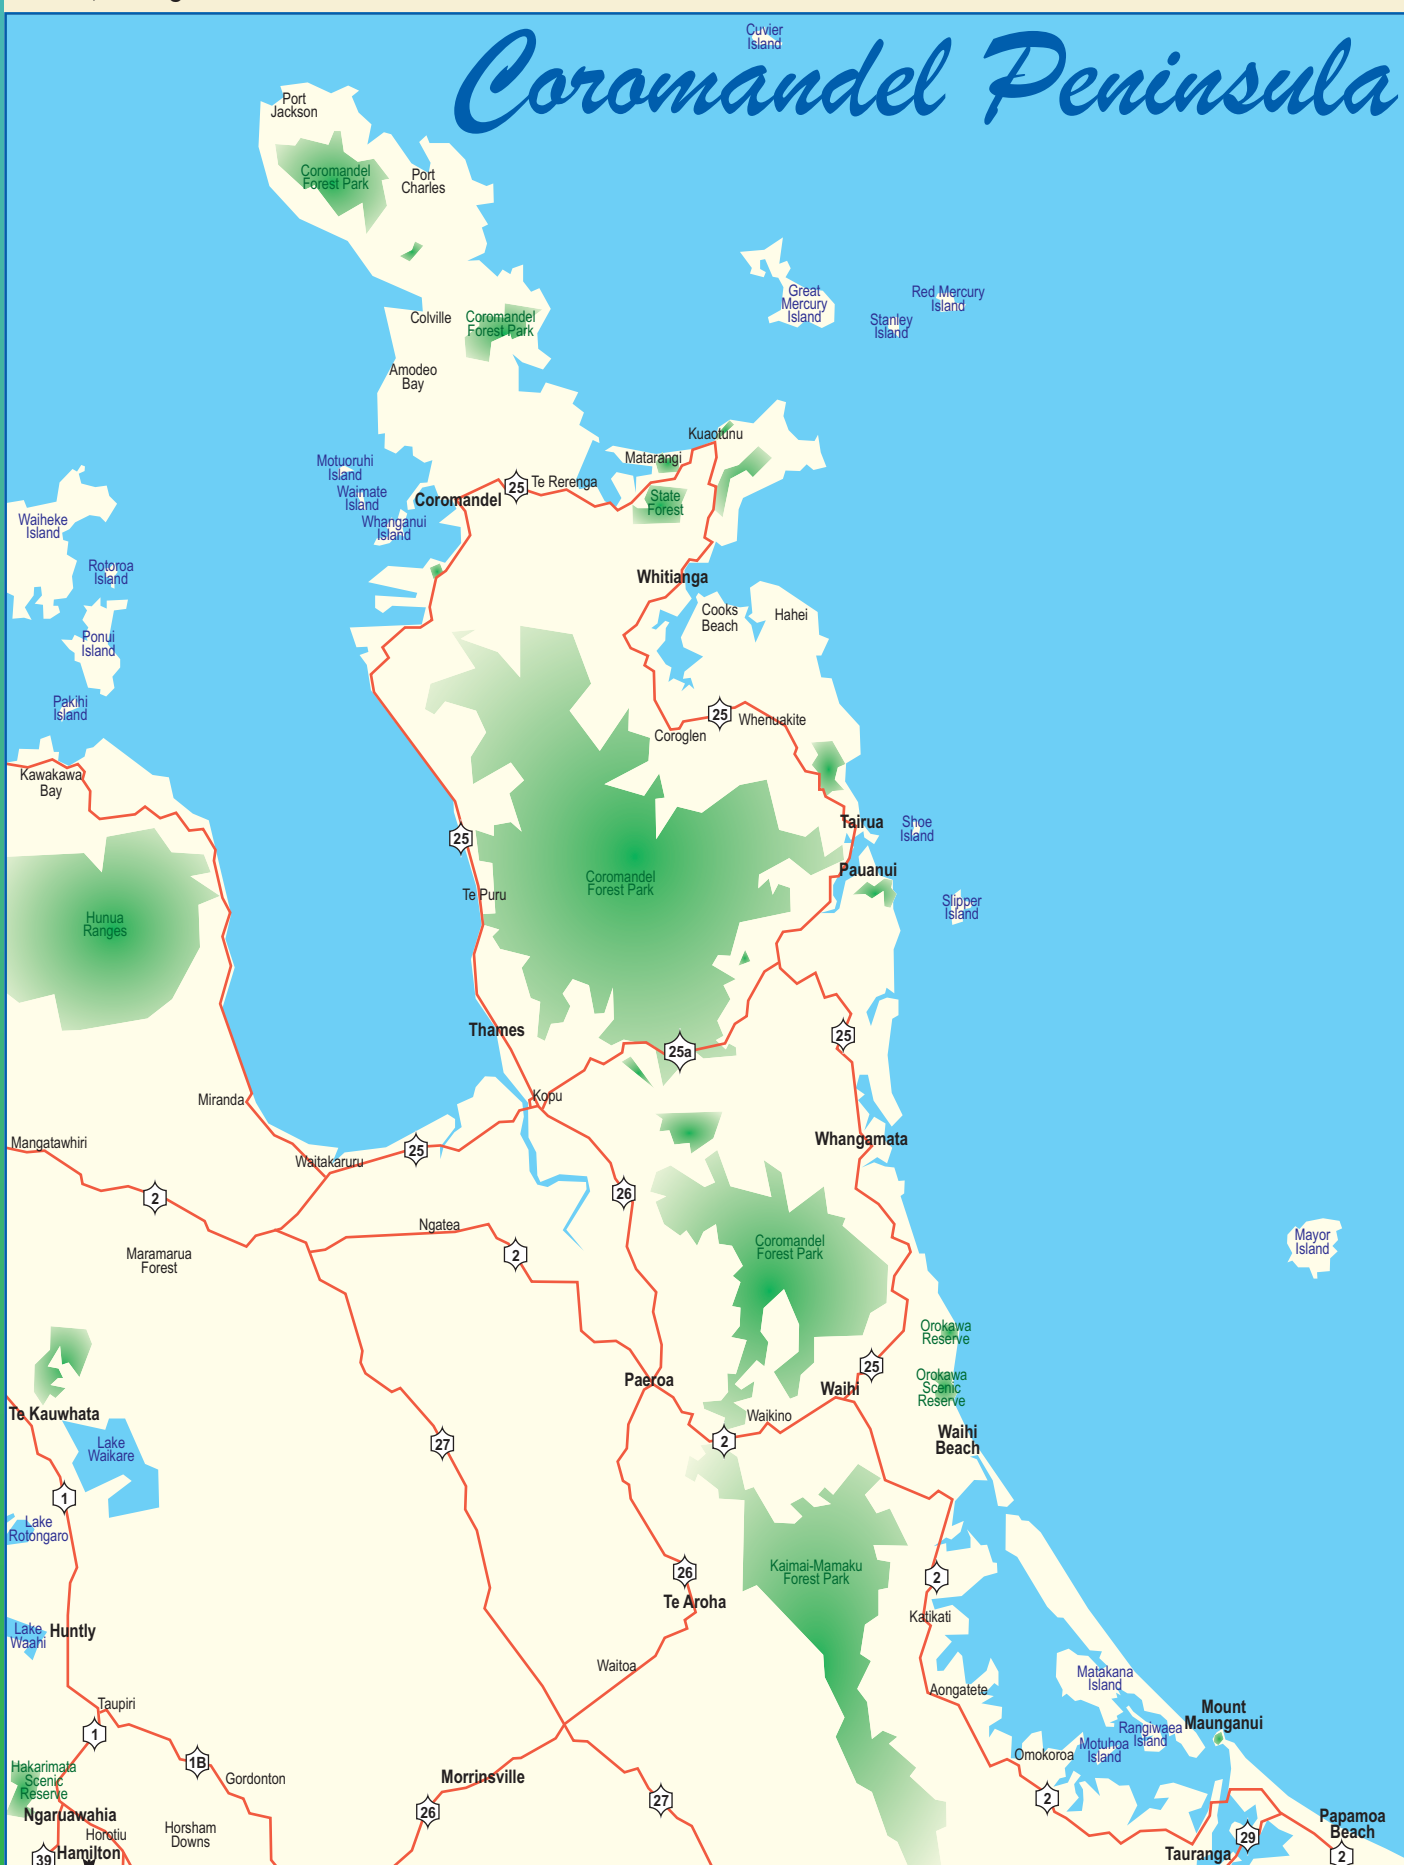 Coromandel Peninsula
Cuvier
Island
Port
Jackson
Coromandel
Forest Park
Port
Charles
Great
Mercury
Island
Red Mercury
Island
Stanley
Island
Colville
Coromandel
Forest Park
Amodeo
Bay
Kuaotunu
Matarangi
Motuoruhi
Island
Waimate
Island
Whanganui
Island
Coromandel
25
Te Rerenga
State
Forest
Waiheke
Island
Rotoroa
Island
Whitianga
Cooks
Beach
Hahei
Ponui
Island
Pakihi
Island
25
Whenuakite
Coroglen
Kawakawa
Bay
Tairua
Shoe
Island
25
Pauanui
Coromandel
Forest Park
Te Puru
Slipper
Island
Hunua
Ranges
Thames
25
25a
Kopu
Miranda
Mangatawhiri
Whangamata
25
Waitakaruru
2
26
Ngatea
2
Maramarua
Forest
Coromandel
Forest Park
Mayor
Island
Orokawa
Reserve
25
Orokawa
Scenic
Reserve
Paeroa
Waihi
Te Kauwhata
Waikino
Waihi
Beach
2
27
Lake
Waikare
1
Lake
Rotongaro
Kaimai-Mamaku
Forest Park
26
2
Te Aroha
Katikati
Lake
Waahi
Huntly
Waitoa
Matakana
Island
Aongatete
Taupiri
Mount
Maunganui
Rangiwaea
Island
Motuhoa
Island
1
1B
Omokoroa
Hakarimata
Scenic
Reserve
Gordonton
Morrinsville
26
27
2
Ngaruawahia
Horotiu
Horsham
Downs
Papamoa
Beach
29
39
Hamilton
Tauranga
2